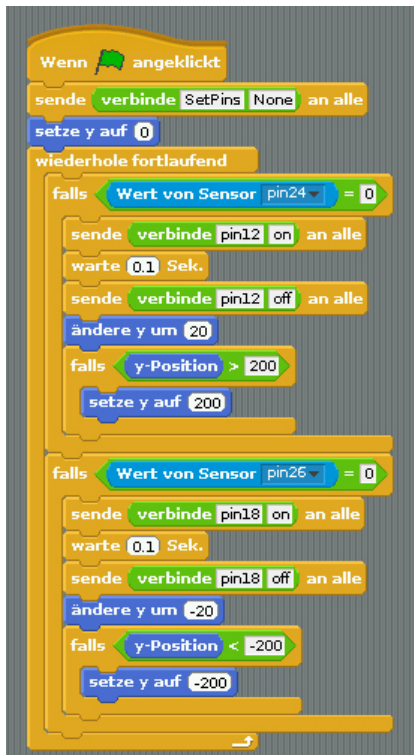 Wenn angeklickt
sende verbinde SetPins None an alle
setze y auf 0
wiederhole fortlaufend
falls Wert von Sensor pin24 = 0
sende verbinde pin12 on an alle
warte 0.1 Sek.
sende verbinde pin12 off an alle
ändere y um 20
falls y-Position > 200
setze y auf 200
falls Wert von Sensor pin26 = 0
sende verbinde pin18 on an alle
warte 0.1 Sek.
sende verbinde pin18 off an alle
ändere y um -20
falls y-Position < -200
setze y auf -200